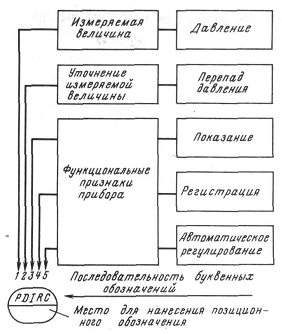 Измеряемая
величина
Давление
Уточнение
измеряемой
величины
Перепад
давления
Функциональные
признаки
прибора
Показание
Регистрация
Автоматическое
регулирование
1 2 3 4 5
Последовательность буквенных
обозначений
PDIRC
Место для нанесения позицион-
ного обозначения